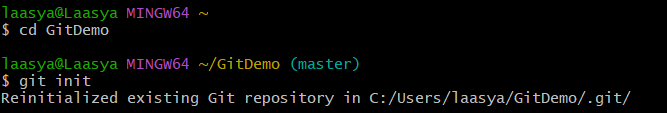 laasya@Laasya MINGW64 ~
$ cd GitDemo
laasya@Laasya MINGW64 ~/GitDemo (master)
$ git init
Reinitialized existing Git repository in C:/Users/laasya/GitDemo/.git/